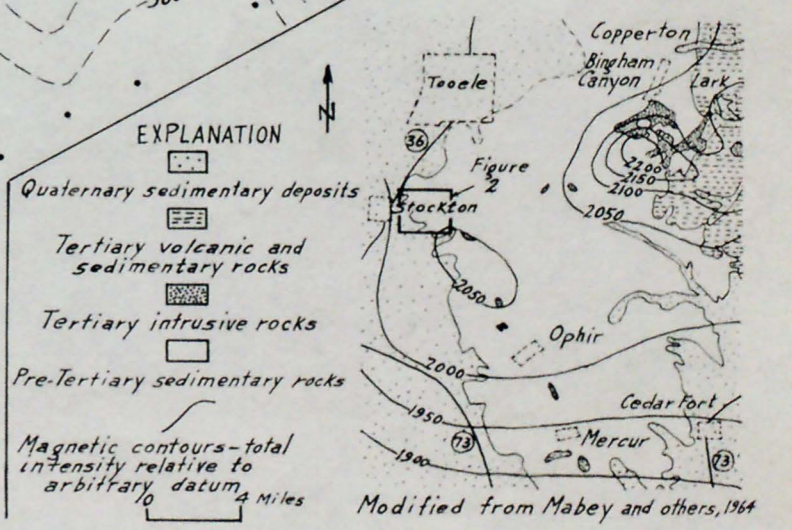 N
EXPLANATION
Quaternary sedimentary deposits
Tertiary volcanic and
sedimentary rocks
Tertiary intrusive rocks
Pre-Tertiary sedimentary rocks
Magnetic contours-total
intensity relative to
arbitrary datum
0 4 Miles
Copperton
Bingham
Canyon
Lark
Tooele
36
Figure
2
Stockton
2200
2150
2100
2050
2050
Ophir
2000
1950
Cedar Fort
73
Mercur
73
1900
Modified from Mabey and others, 1964